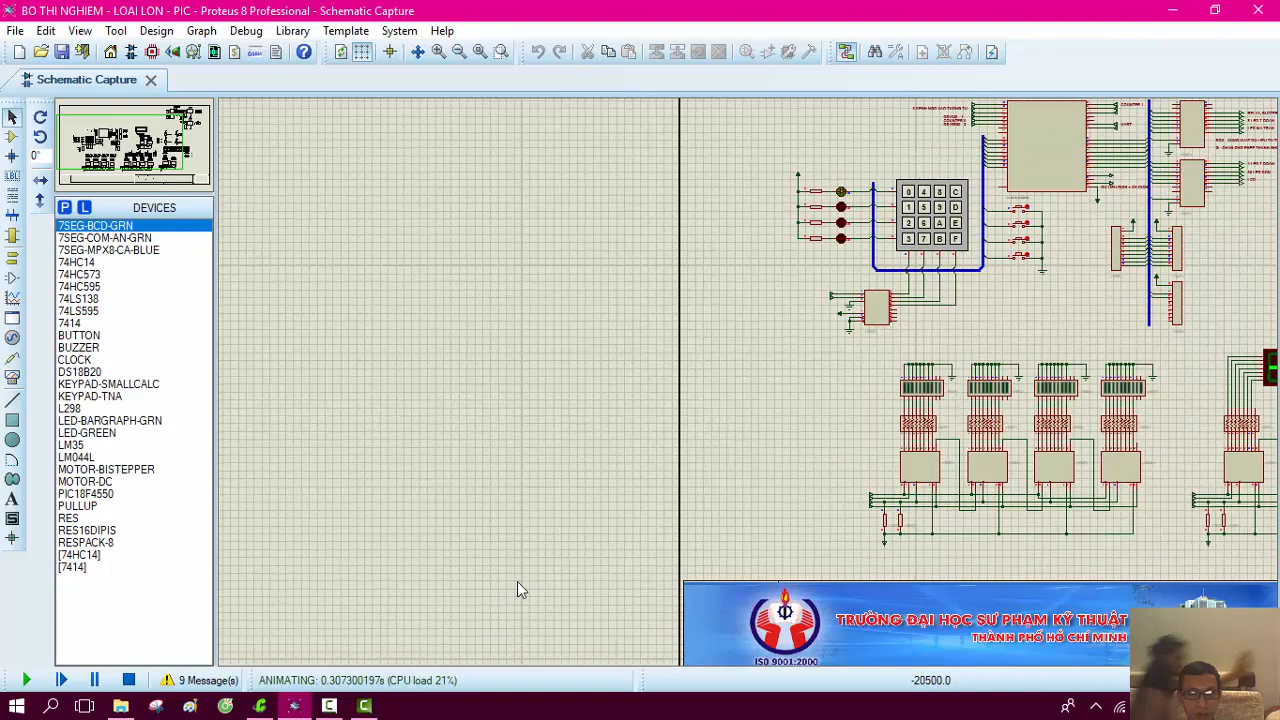 BO THI NGHIEM - LOAI LON - PIC - Proteus 8 Professional - Schematic Capture
File Edit View Tool Design Graph Debug Library Template System Help
Schematic Capture
0°
P L DEVICES
7SEG-BCD-GRN
7SEG-COM-AN-GRN
7SEG-MPX8-CA-BLUE
74HC14
74HC573
74HC595
74LS138
74LS595
7414
BUTTON
BUZZER
CLOCK
DS18B20
KEYPAD-SMALLCALC
KEYPAD-TNA
L298
LED-BARGRAPH-GRN
LED-GREEN
LM35
LM044L
MOTOR-BISTEPPER
MOTOR-DC
PIC18F4550
PULLUP
RES
RES16DIPIS
RESPACK-8
[74HC14]
[7414]
COUNTER 1
UART
0 4 8 C
1 5 9 D
2 6 A E
3 7 B F
TRƯỜNG ĐẠI HỌC SƯ PHẠM KỸ THUẬT
THÀNH PHỐ HỒ CHÍ MINH
ISO 9001:2000
9 Message(s)
ANIMATING: 0.307300197s (CPU load 21%)
-20500.0